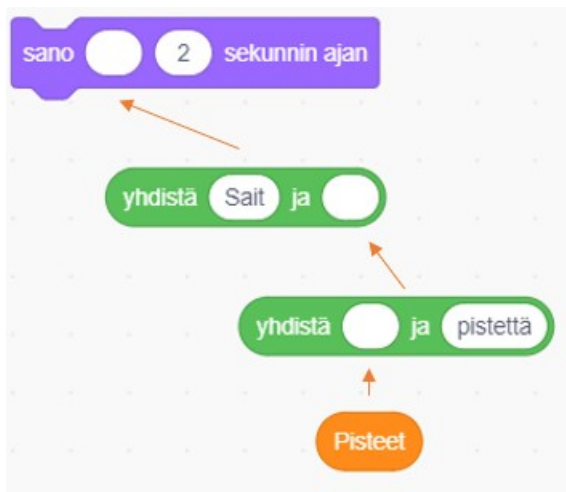 sano 2 sekunnin ajan
yhdistä Sait ja
yhdistä ja pistettä
Pisteet